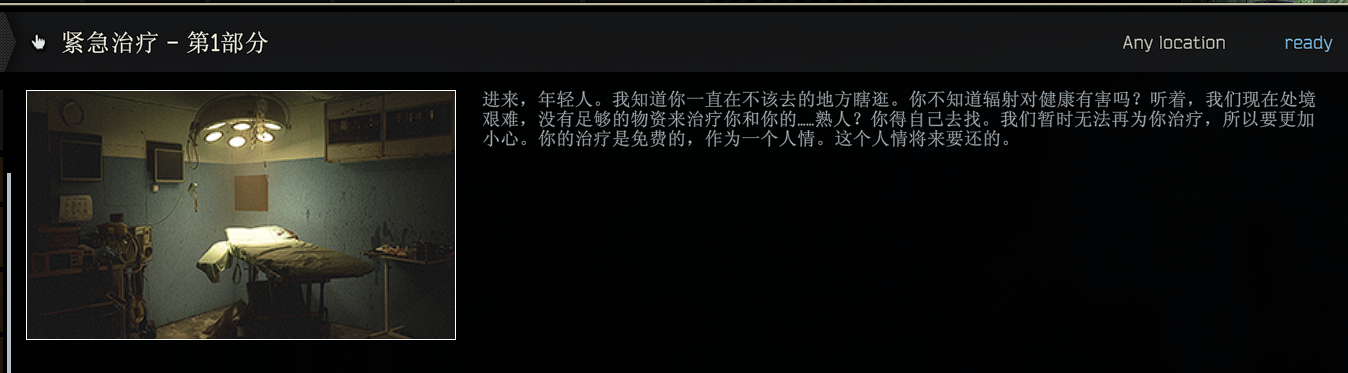 紧急治疗 - 第1部分
Any location
ready
进来，年轻人。我知道你一直在不该去的地方瞎逛。你不知道辐射对健康有害吗？听着，我们现在处境
艰难，没有足够的物资来治疗你和你的……熟人？你得自己去找。我们暂时无法再为你治疗，所以要更加
小心。你的治疗是免费的，作为一个人情。这个人情将来要还的。